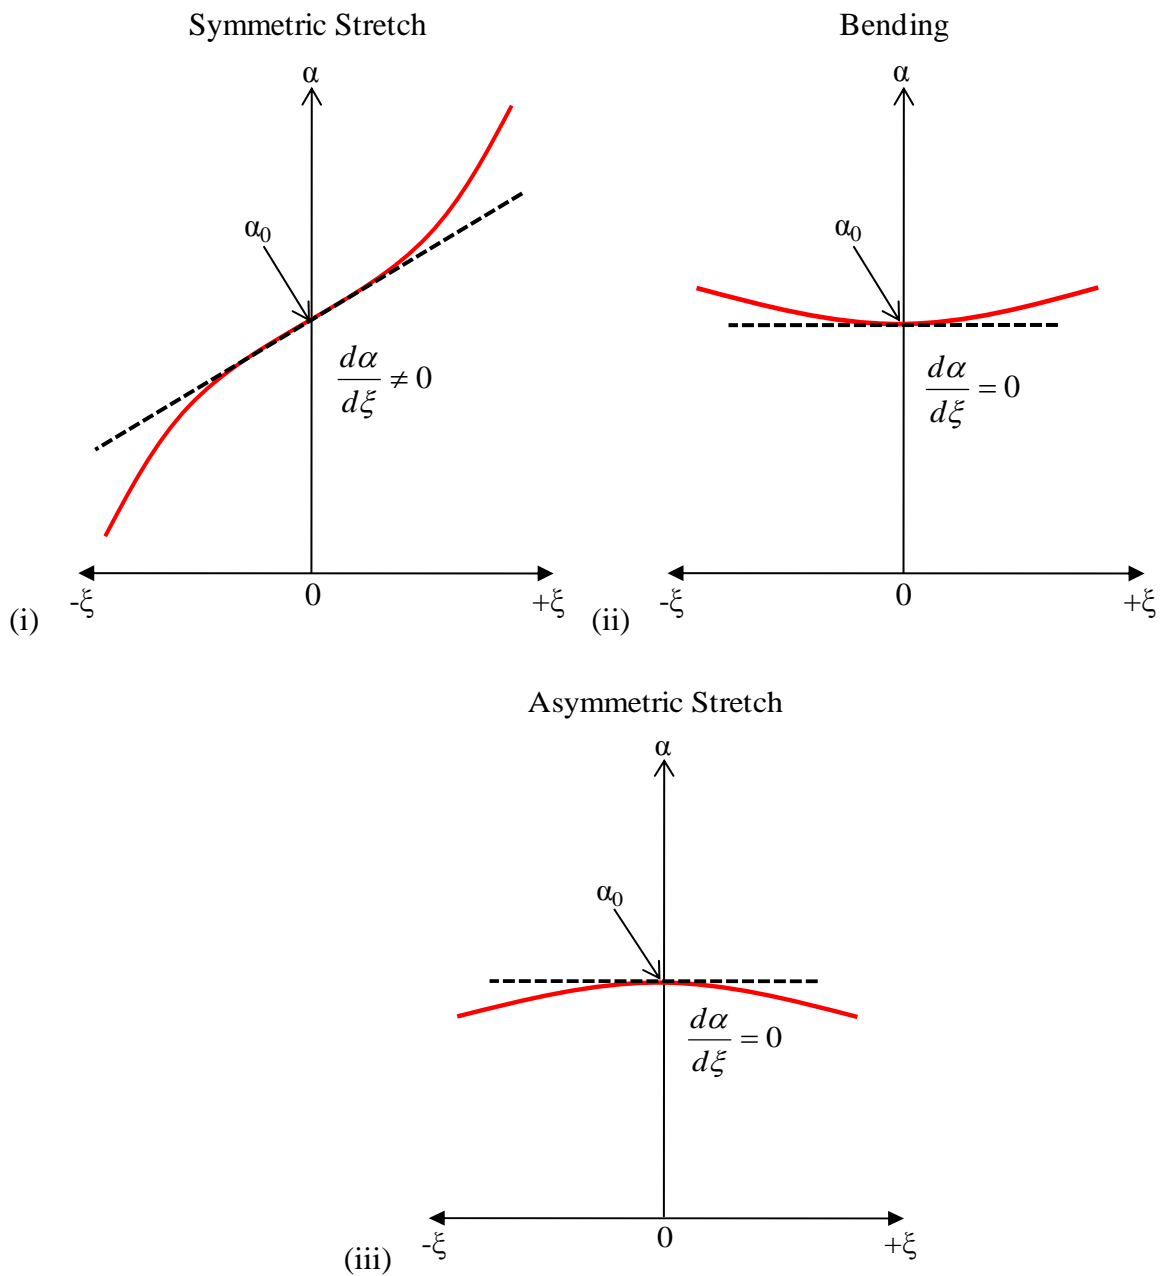 Symmetric Stretch
α
α₀
dα/dξ ≠ 0
-ξ 0 +ξ
(i)
Bending
α
α₀
dα/dξ = 0
-ξ 0 +ξ
(ii)
Asymmetric Stretch
α
α₀
dα/dξ = 0
-ξ 0 +ξ
(iii)